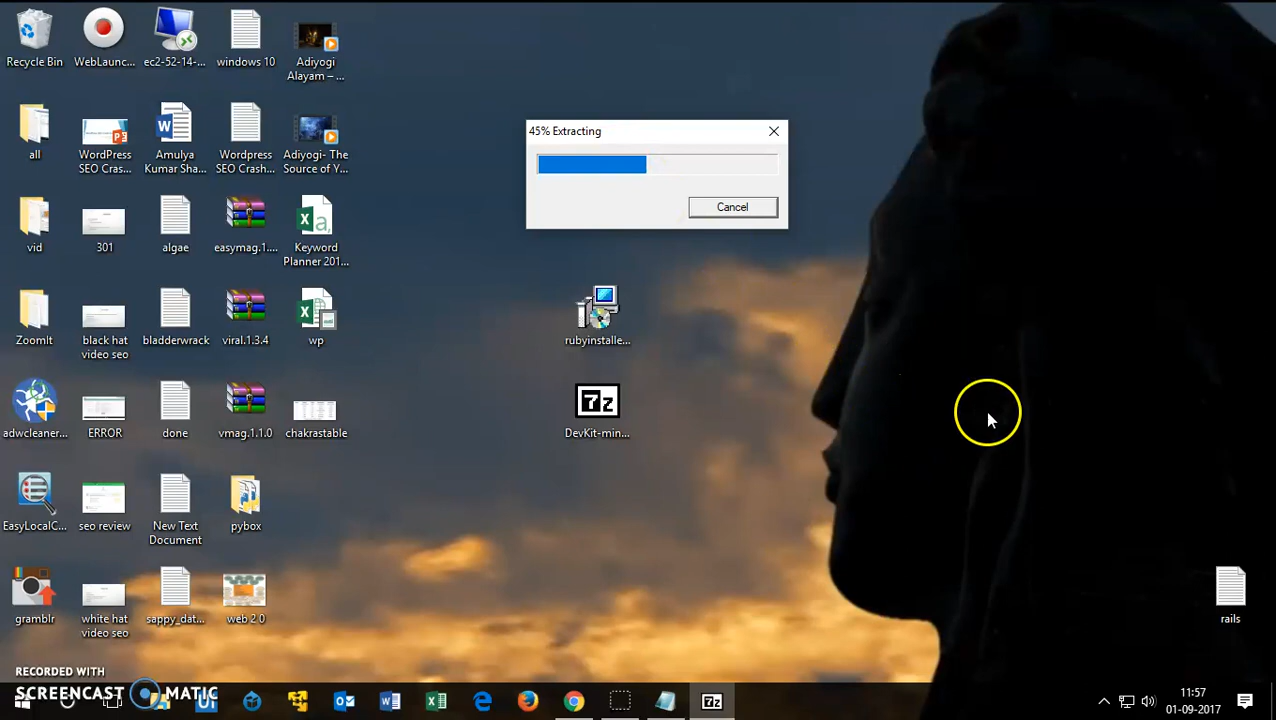 45% Extracting
Cancel
Recycle Bin
WebLaunc...
ec2-52-14-...
windows 10
Adiyogi
Alayam – ...
all
WordPress
SEO Cras...
Amulya
Kumar Sha...
Wordpress
SEO Crash...
Adiyogi- The
Source of Y...
vid
301
algae
easymag.1....
Keyword
Planner 201...
ZoomIt
black hat
video seo
bladderwrack
viral.1.3.4
wp
adwcleaner...
ERROR
done
vmag.1.1.0
chakrastable
EasyLocalC...
seo review
New Text
Document
pybox
gramblr
white hat
video seo
sappy_dat...
web 2.0
rubyinstalle...
7z
DevKit-min...
rails
RECORDED WITH
SCREENCAST MATIC
11:57
01-09-2017